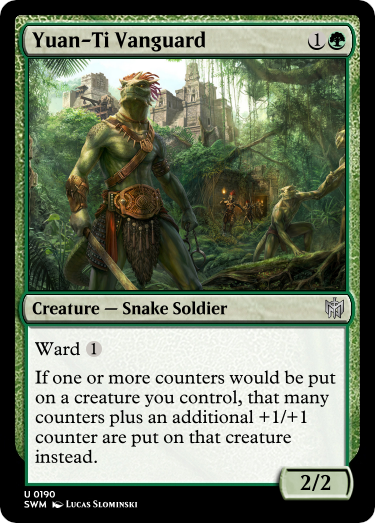 Yuan-Ti Vanguard 1
Creature — Snake Soldier
Ward 1
If one or more counters would be put
on a creature you control, that many
counters plus an additional +1/+1
counter are put on that creature
instead.
2/2
U 0190
SWM Lucas Slominski